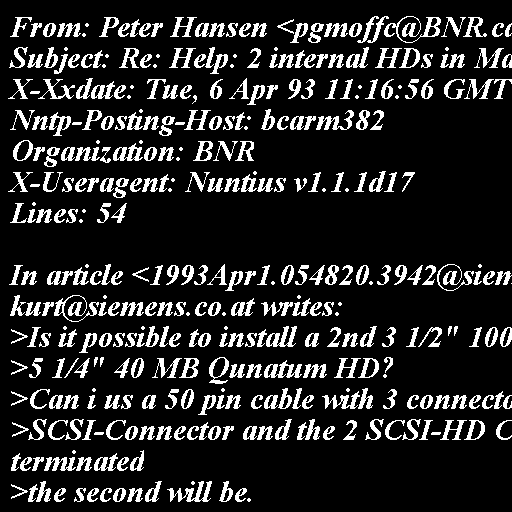 From: Peter Hansen <pgmoffc@BNR.ca
Subject: Re: Help: 2 internal HDs in Ma
X-Xxdate: Tue, 6 Apr 93 11:16:56 GMT
Nntp-Posting-Host: bcarm382
Organization: BNR
X-Useragent: Nuntius v1.1.1d17
Lines: 54

In article <1993Apr1.054820.3942@siem
kurt@siemens.co.at writes:
>Is it possible to install a 2nd 3 1/2" 100
>5 1/4" 40 MB Qunatum HD?
>Can i us a 50 pin cable with 3 connecto
>SCSI-Connector and the 2 SCSI-HD C
terminated
>the second will be.